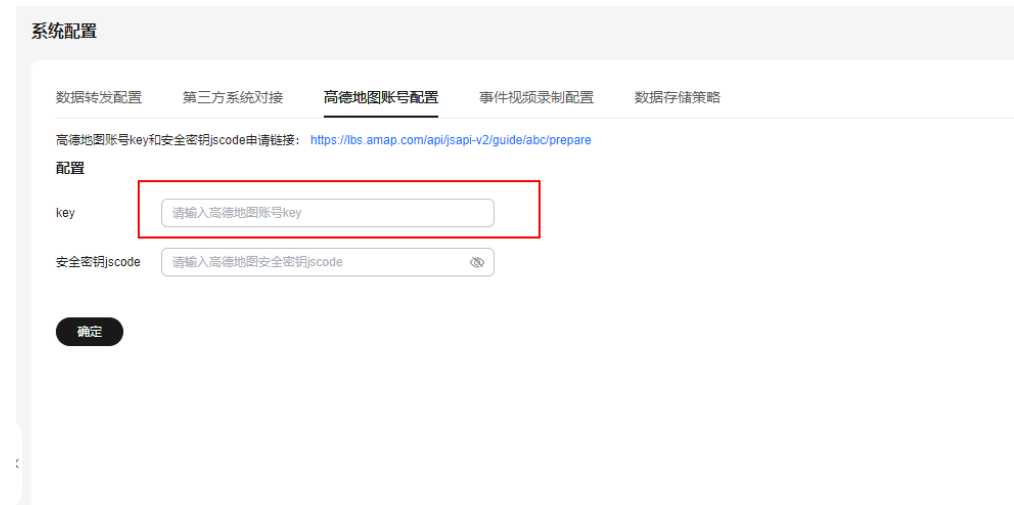 系统配置
数据转发配置 第三方系统对接 高德地图账号配置 事件视频录制配置 数据存储策略
高德地图账号key和安全密钥jscode申请链接： https://lbs.amap.com/api/jsapi-v2/guide/abc/prepare
配置
key 请输入高德地图账号key
安全密钥jscode 请输入高德地图安全密钥jscode
确定